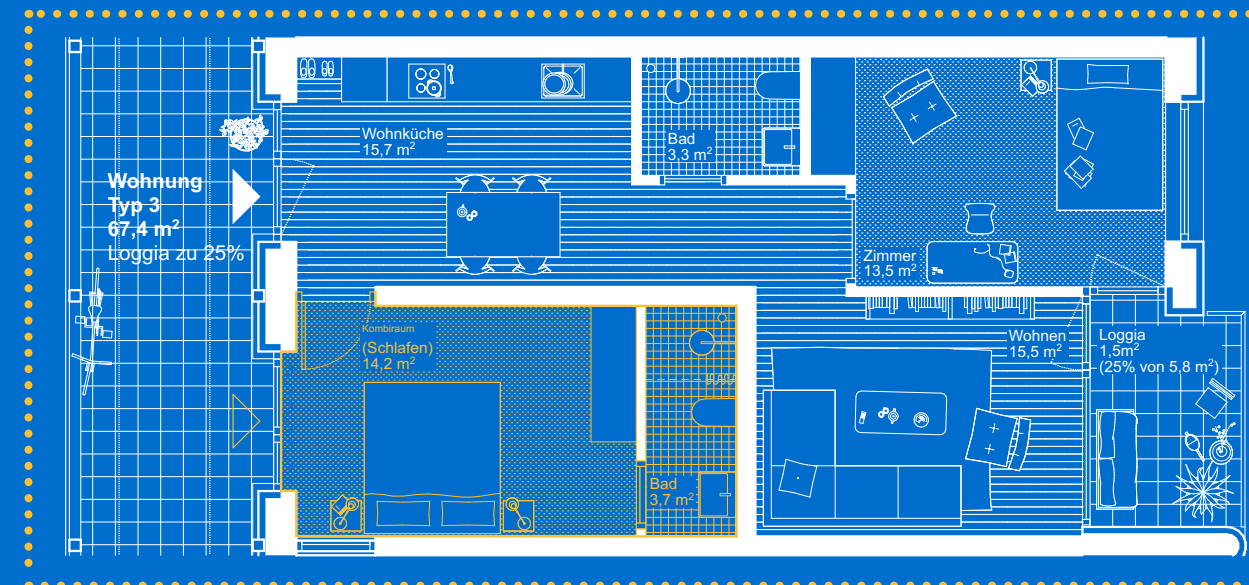 Wohnung
Typ 3
67,4 m²
Loggia zu 25%
Wohnküche
15,7 m²
Bad
3,3 m²
Zimmer
13,5 m²
Kombiraum
(Schlafen)
14,2 m²
Bad
3,7 m²
Wohnen
15,5 m²
Loggia
1,5m²
(25% von 5,8 m²)